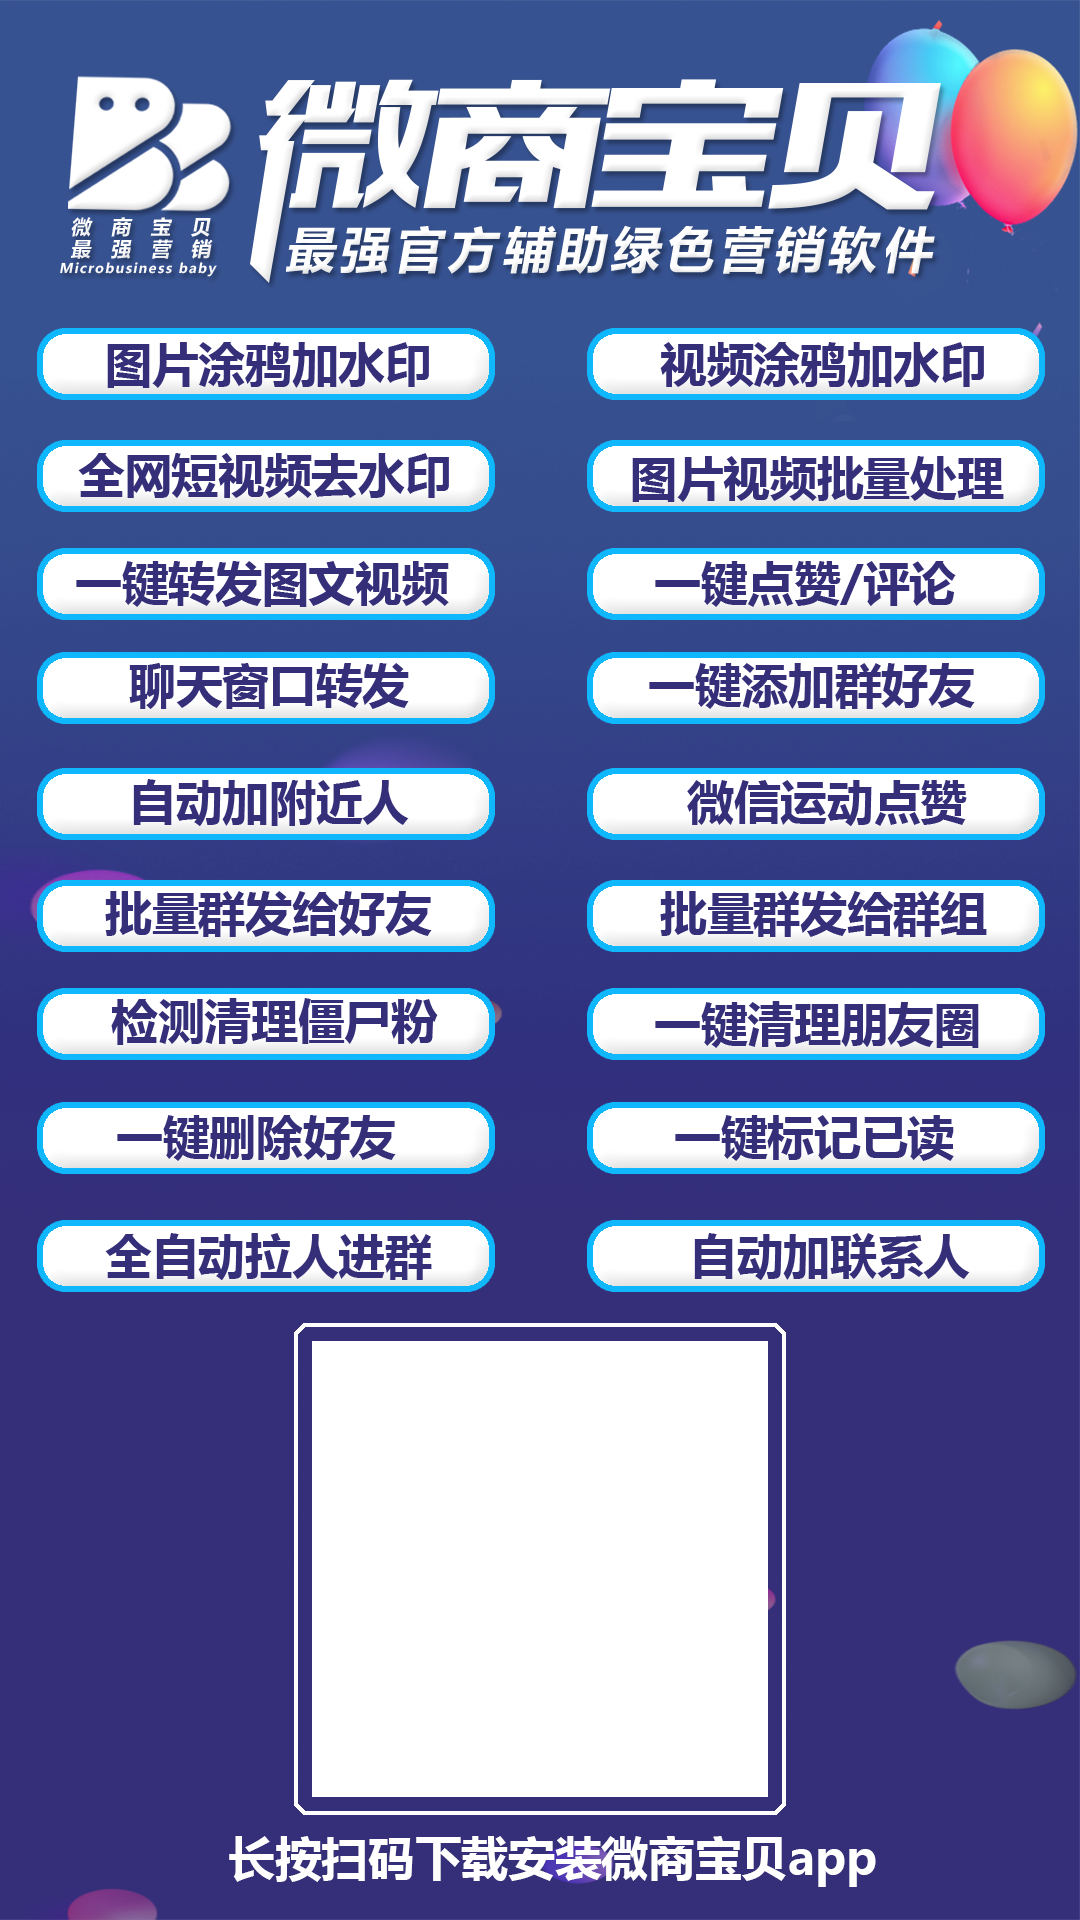 微商宝贝
最强营销
Microbusiness baby
微商宝贝
最强官方辅助绿色营销软件
图片涂鸦加水印
视频涂鸦加水印
全网短视频去水印
图片视频批量处理
一键转发图文视频
一键点赞/评论
聊天窗口转发
一键添加群好友
自动加附近人
微信运动点赞
批量群发给好友
批量群发给群组
检测清理僵尸粉
一键清理朋友圈
一键删除好友
一键标记已读
全自动拉人进群
自动加联系人
长按扫码下载安装微商宝贝app